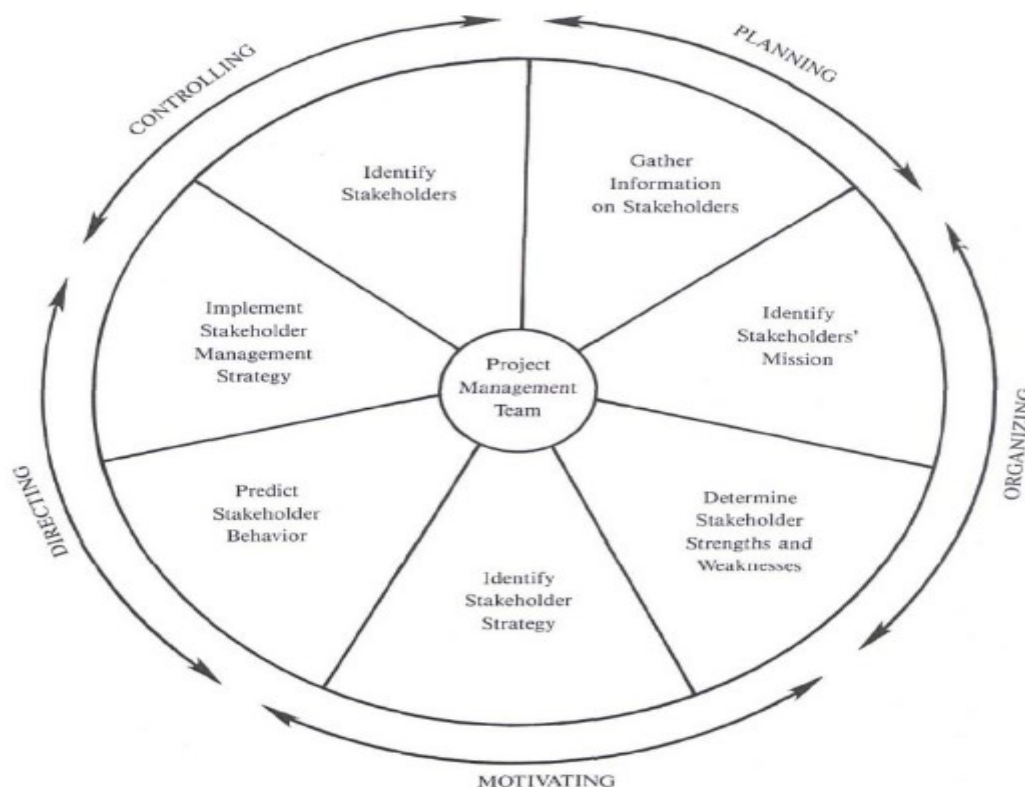 CONTROLLING
PLANNING
Identify
Stakeholders
Gather
Information
on Stakeholders
Implement
Stakeholder
Management
Strategy
Identify
Stakeholders'
Mission
Project
Management
Team
ORGANIZING
DIRECTING
Predict
Stakeholder
Behavior
Determine
Stakeholder
Strengths and
Weaknesses
Identify
Stakeholder
Strategy
MOTIVATING